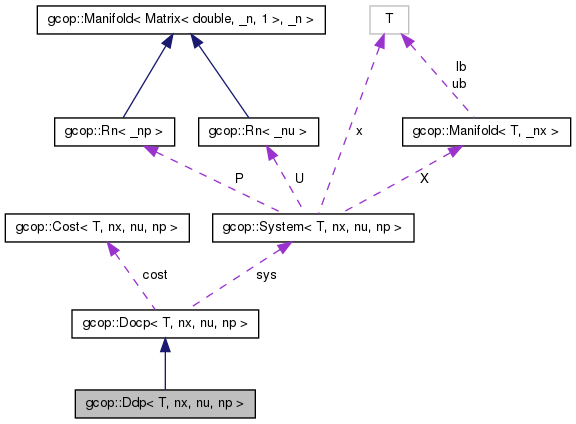 gcop::Manifold< Matrix< double, _n, 1 >, _n >
T
lb
ub
gcop::Rn< _np >
gcop::Rn< _nu >
x
gcop::Manifold< T, _nx >
P
U
X
gcop::Cost< T, nx, nu, np >
gcop::System< T, nx, nu, np >
cost
sys
gcop::Docp< T, nx, nu, np >
gcop::Ddp< T, nx, nu, np >